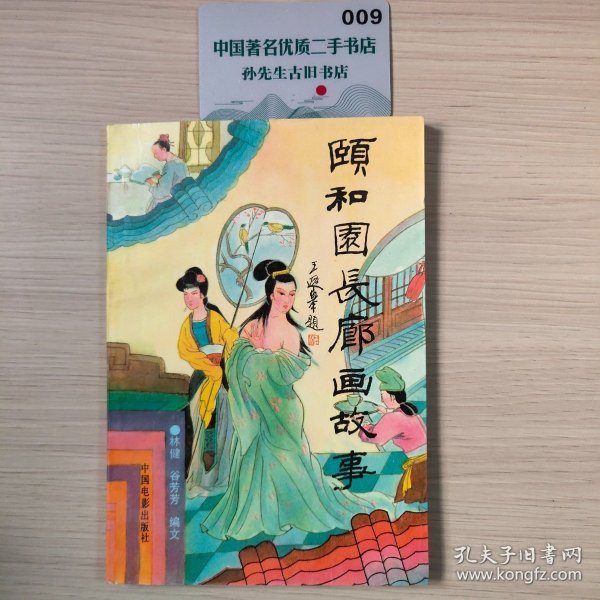 009
中国著名优质二手书店
孙先生古旧书店
頤和園長廊画故事
林健 谷芳芳 编文
中国电影出版社
孔夫子旧书网
www.kongfz.com